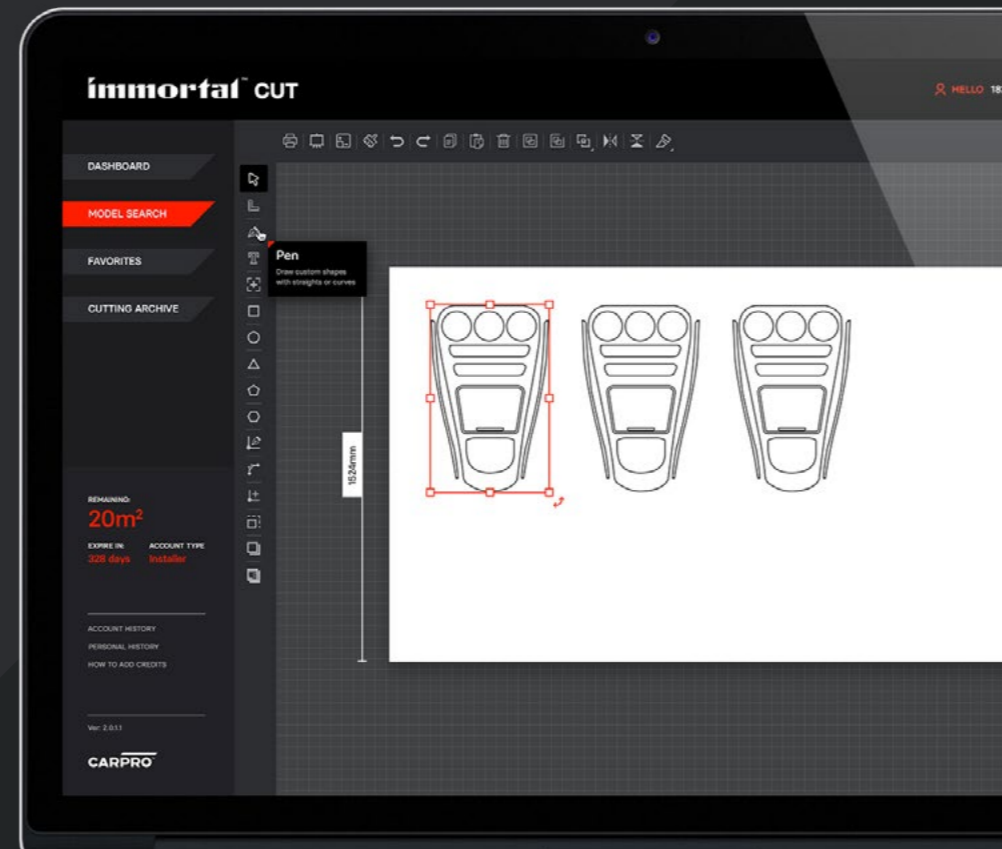 immortal™ CUT
HELLO 183
DASHBOARD
MODEL SEARCH
FAVORITES
CUTTING ARCHIVE
Pen
Draw custom shapes
with straights or curves
1524mm
REMAINING:
20m²
EXPIRE IN: ACCOUNT TYPE
328 days Installer
ACCOUNT HISTORY
PERSONAL HISTORY
HOW TO ADD CREDITS
Ver: 2.0.1.1
CARPRO